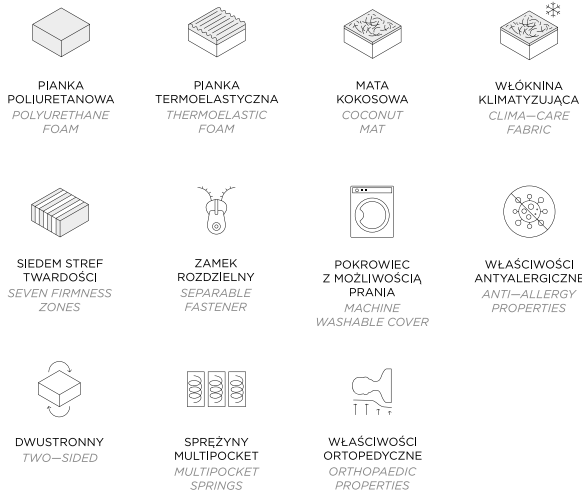 PIANKA
POLIURETANOWA
POLYURETHANE
FOAM
PIANKA
TERMOELASTYCZNA
THERMOELASTIC
FOAM
MATA
KOKOSOWA
COCONUT
MAT
WŁÓKNINA
KLIMATYZUJĄCA
CLIMA—CARE
FABRIC
SIEDEM STREF
TWARDOŚCI
SEVEN FIRMNESS
ZONES
ZAMEK
ROZDZIELNY
SEPARABLE
FASTENER
POKROWIEC
Z MOŻLIWOŚCIĄ
PRANIA
MACHINE
WASHABLE COVER
WŁAŚCIWOŚCI
ANTYALERGICZNE
ANTI—ALLERGY
PROPERTIES
DWUSTRONNY
TWO—SIDED
SPRĘŻYNY
MULTIPOCKET
MULTIPOCKET
SPRINGS
WŁAŚCIWOŚCI
ORTOPEDYCZNE
ORTHOPAEDIC
PROPERTIES